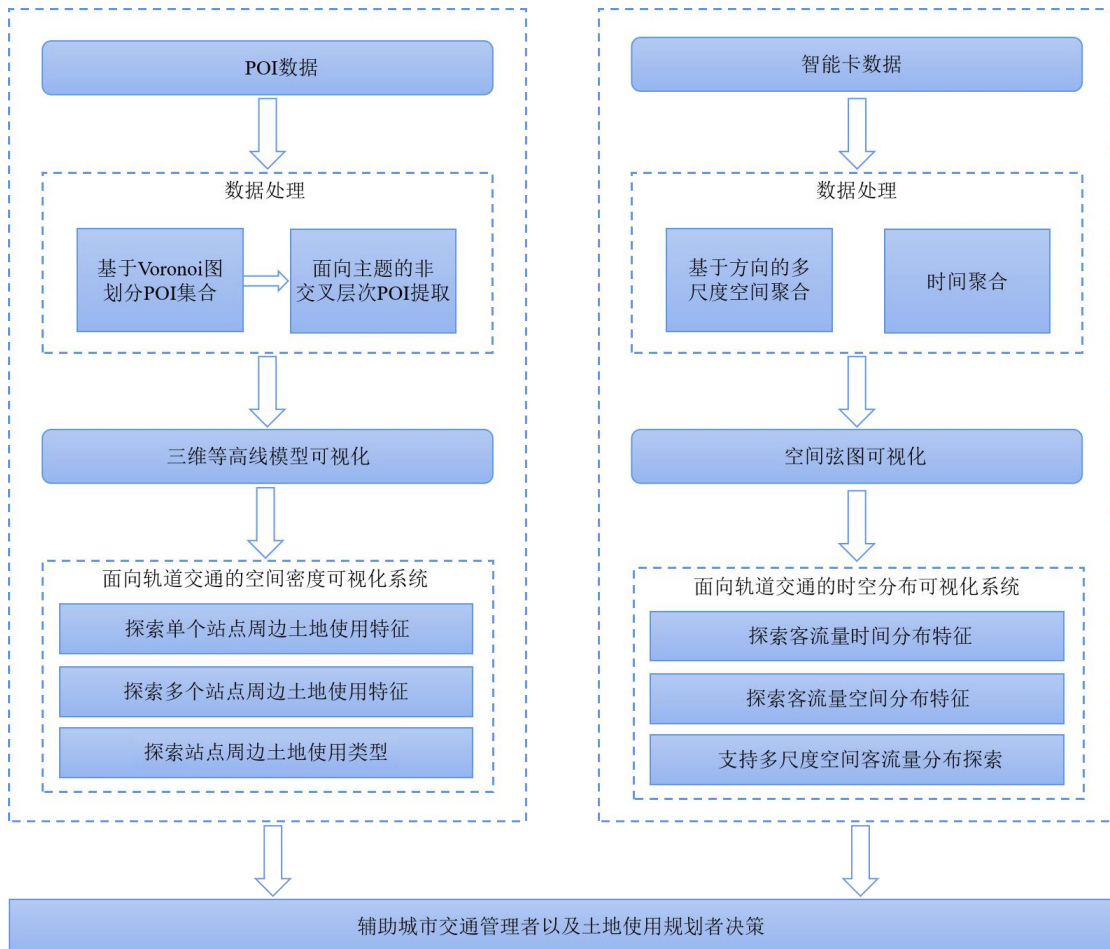 POI数据
数据处理
基于Voronoi图
划分POI集合
面向主题的非
交叉层次POI提取
三维等高线模型可视化
面向轨道交通的空间密度可视化系统
探索单个站点周边土地使用特征
探索多个站点周边土地使用特征
探索站点周边土地使用类型
智能卡数据
数据处理
基于方向的多
尺度空间聚合
时间聚合
空间弦图可视化
面向轨道交通的时空分布可视化系统
探索客流量时间分布特征
探索客流量空间分布特征
支持多尺度空间客流量分布探索
辅助城市交通管理者以及土地使用规划者决策